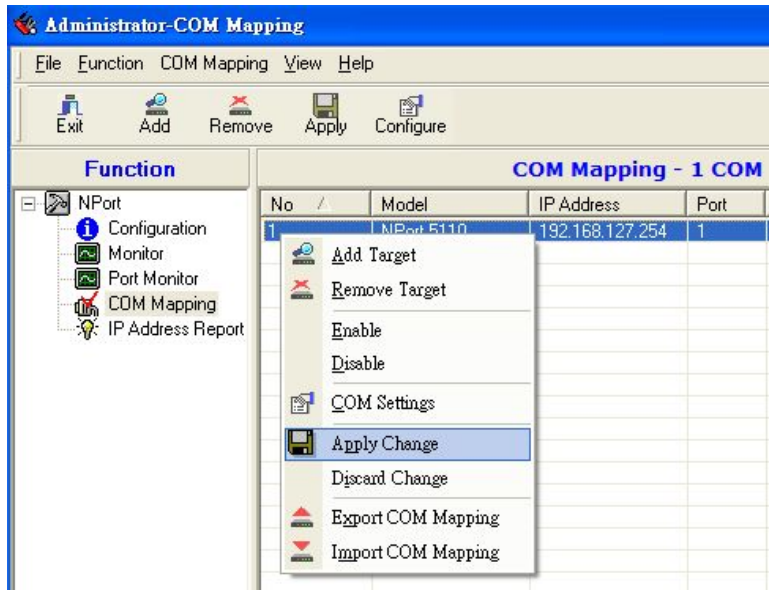 Administrator-COM Mapping
File Function COM Mapping View Help
Exit Add Remove Apply Configure
Function
COM Mapping - 1 COM
NPort
Configuration
Monitor
Port Monitor
COM Mapping
IP Address Report
No Model IP Address Port
1 NPort 5110 192.168.127.254 1
Add Target
Remove Target
Enable
Disable
COM Settings
Apply Change
Discard Change
Export COM Mapping
Import COM Mapping